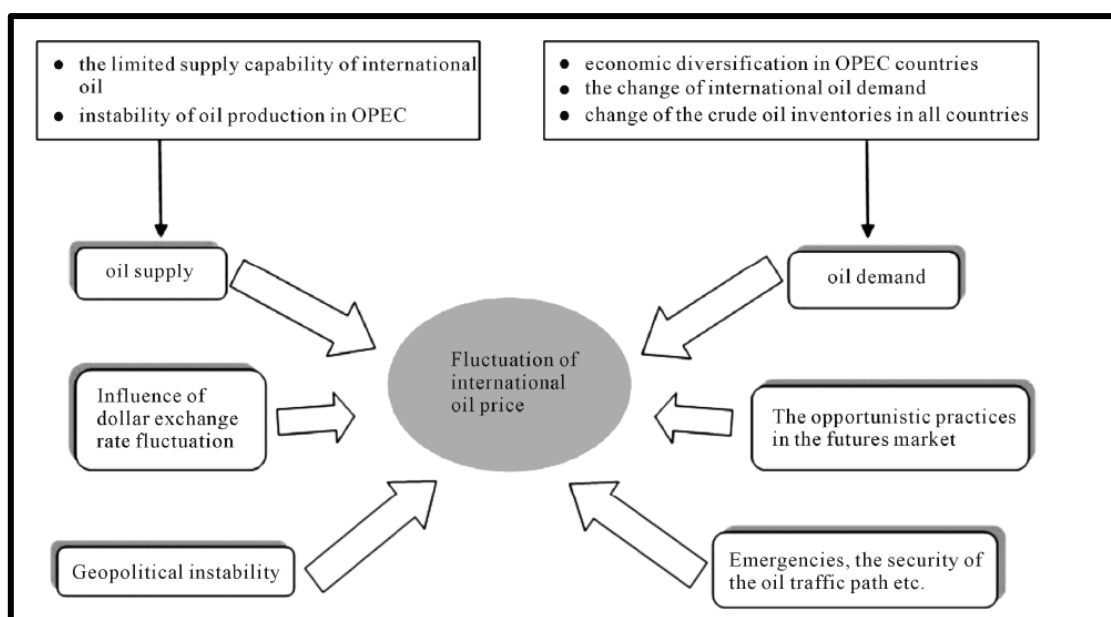 ● the limited supply capability of international
oil
● instability of oil production in OPEC
● economic diversification in OPEC countries
● the change of international oil demand
● change of the crude oil inventories in all countries
oil supply
oil demand
Fluctuation of
international
oil price
Influence of
dollar exchange
rate fluctuation
The opportunistic practices
in the futures market
Geopolitical instability
Emergencies, the security of
the oil traffic path etc.